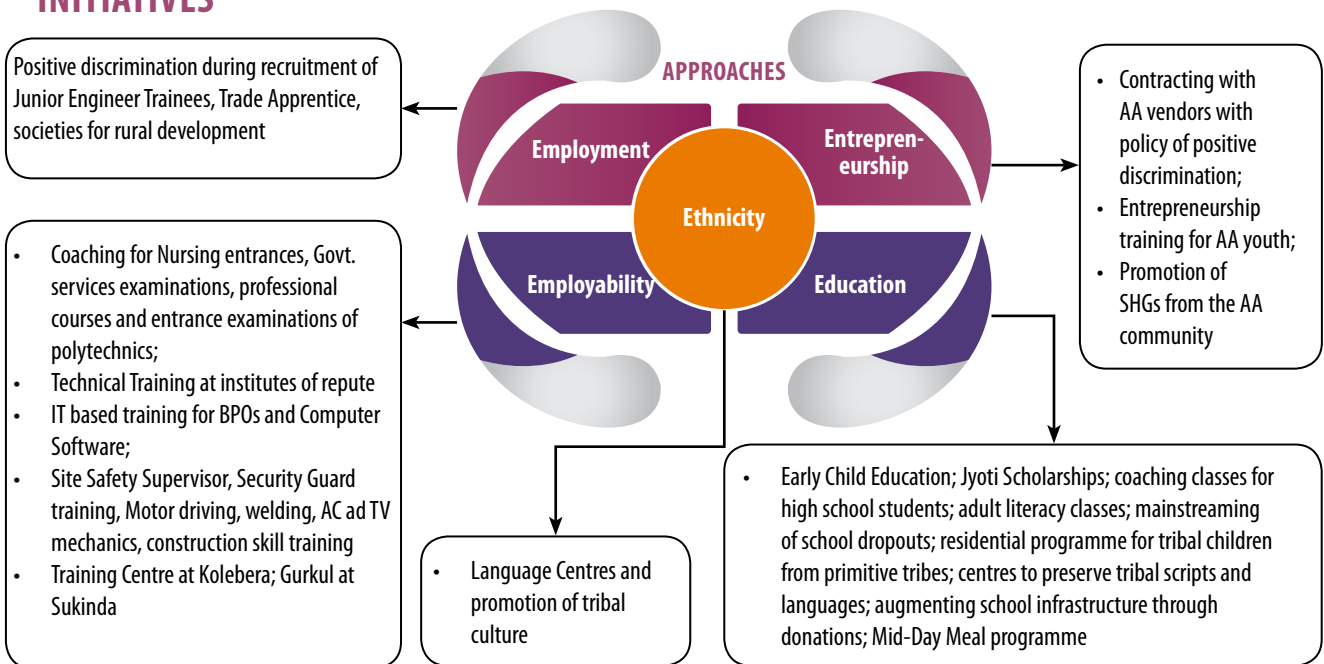 INITIATIVES
APPROACHES
Positive discrimination during recruitment of
Junior Engineer Trainees, Trade Apprentice,
societies for rural development
Employment
Entrepren-
eurship
Ethnicity
Employability
Education
• Contracting with
AA vendors with
policy of positive
discrimination;
• Entrepreneurship
training for AA youth;
• Promotion of
SHGs from the AA
community
• Coaching for Nursing entrances, Govt.
services examinations, professional
courses and entrance examinations of
polytechnics;
• Technical Training at institutes of repute
• IT based training for BPOs and Computer
Software;
• Site Safety Supervisor, Security Guard
training, Motor driving, welding, AC ad TV
mechanics, construction skill training
• Training Centre at Kolebera; Gurkul at
Sukinda
• Language Centres and
promotion of tribal
culture
• Early Child Education; Jyoti Scholarships; coaching classes for
high school students; adult literacy classes; mainstreaming
of school dropouts; residential programme for tribal children
from primitive tribes; centres to preserve tribal scripts and
languages; augmenting school infrastructure through
donations; Mid-Day Meal programme